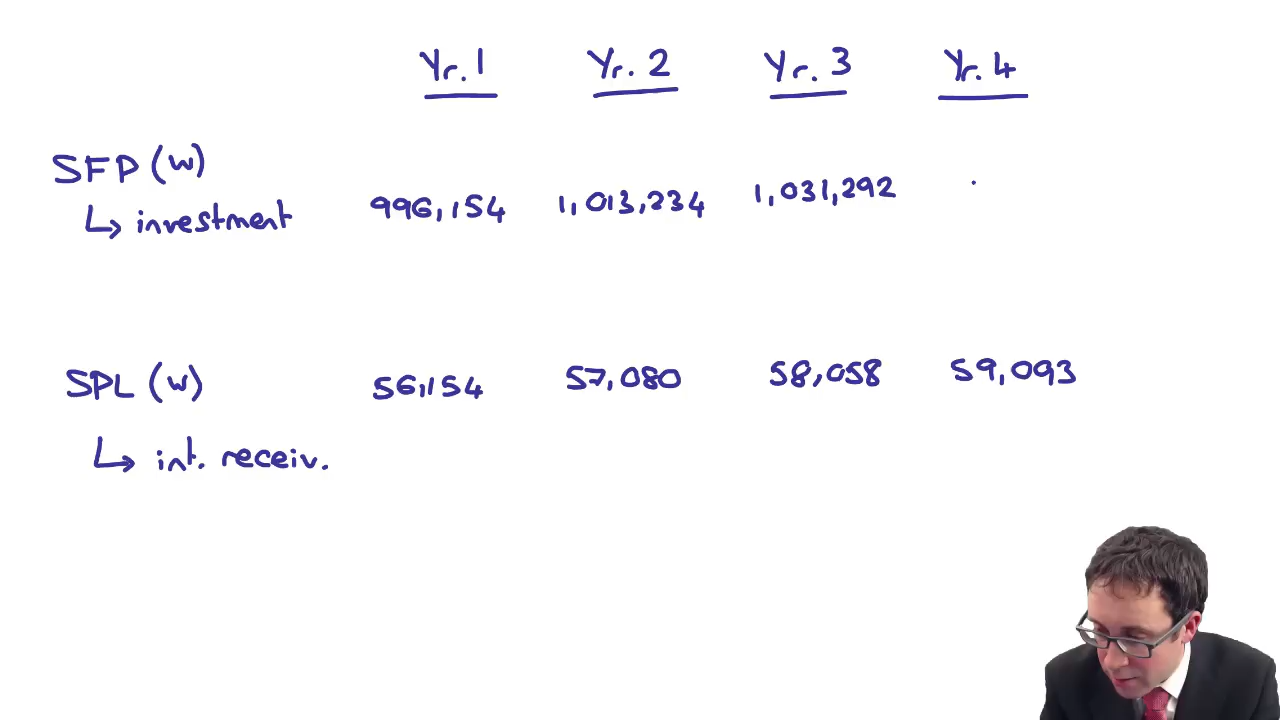 Yr. 1 Yr. 2 Yr. 3 Yr. 4
SFP (W)
↳ investment 996,154 1,013,234 1,031,292
SPL (W) 56,154 57,080 58,058 59,093
↳ int. receiv.